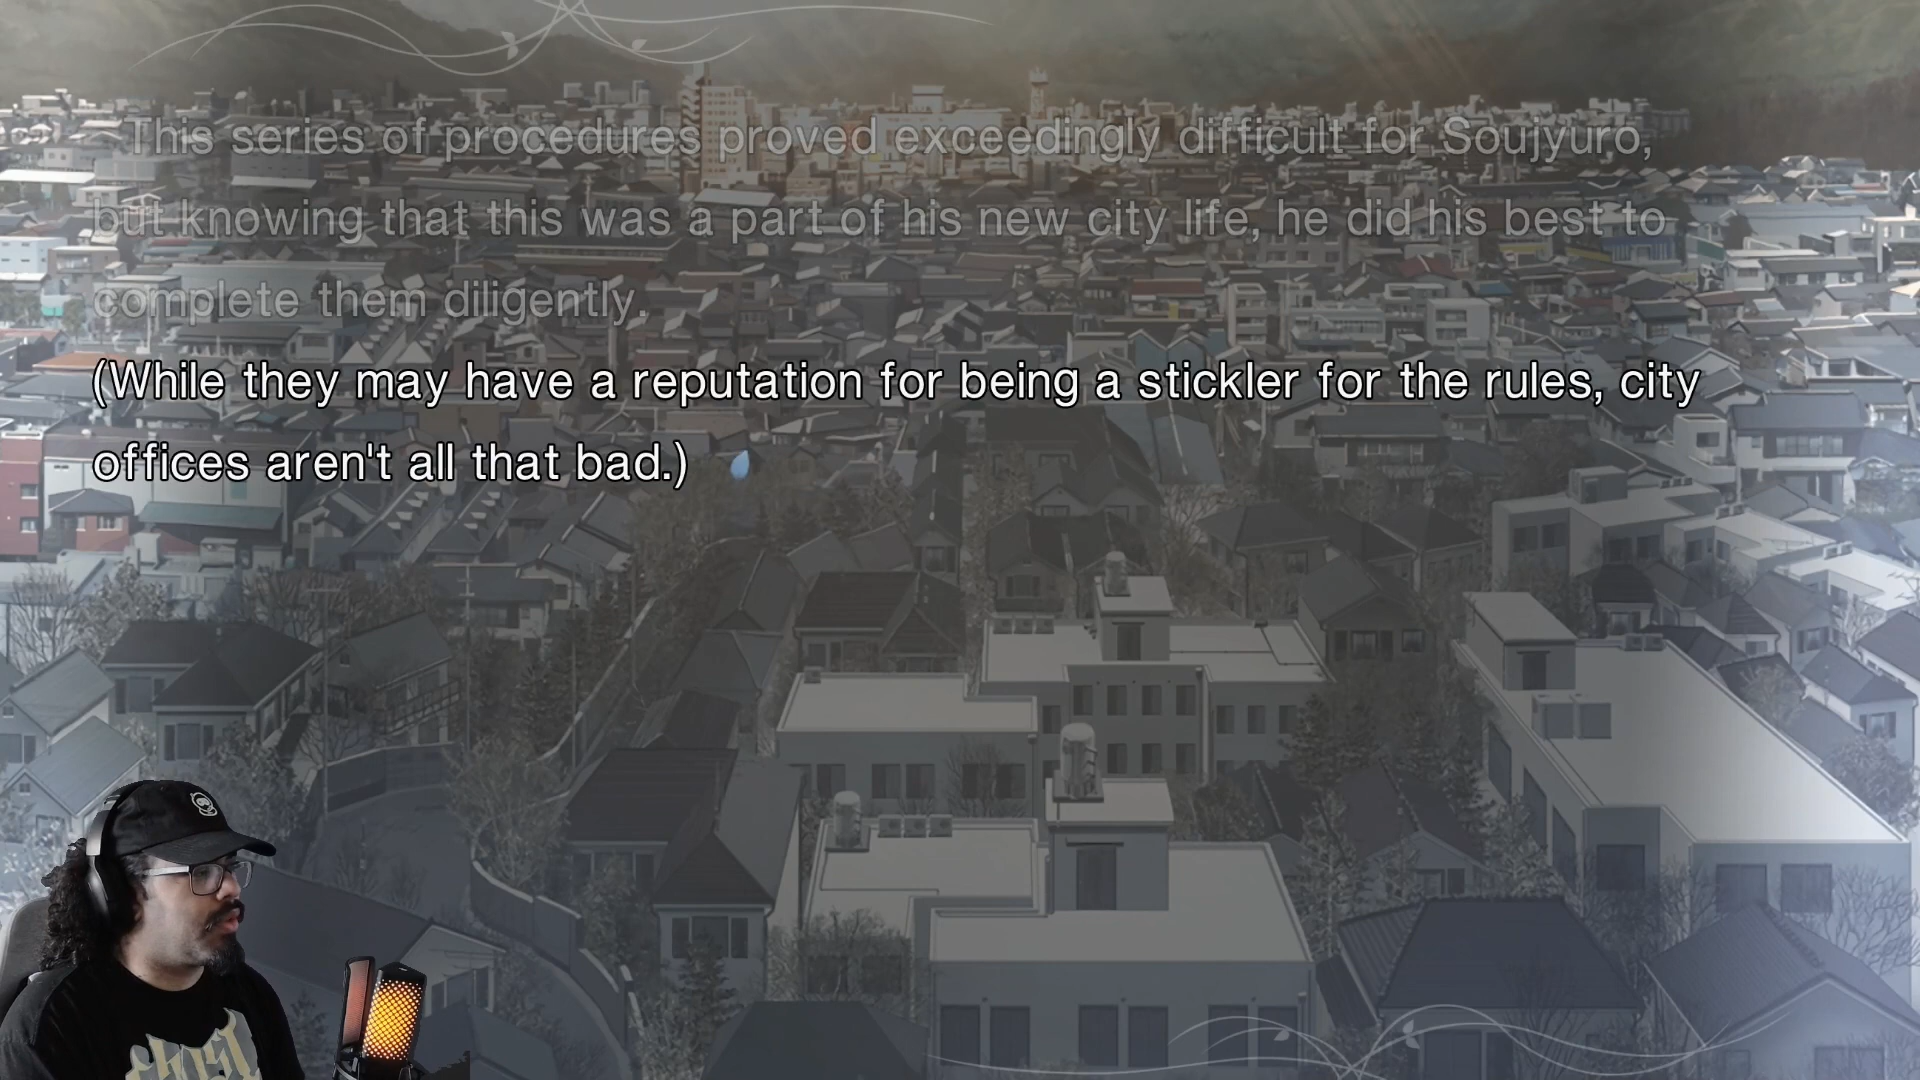 This series of procedures proved exceedingly difficult for Soujyuro,
but knowing that this was a part of his new city life, he did his best to
complete them diligently.
(While they may have a reputation for being a stickler for the rules, city
offices aren't all that bad.)
ghost